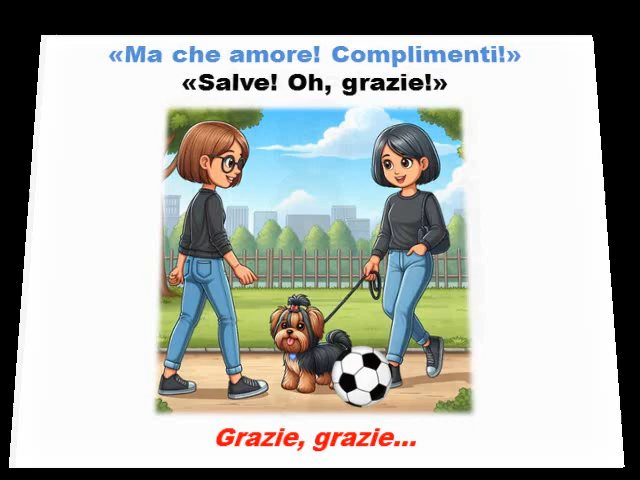 «Ma che amore! Complimenti!»
«Salve! Oh, grazie!»
Grazie, grazie...